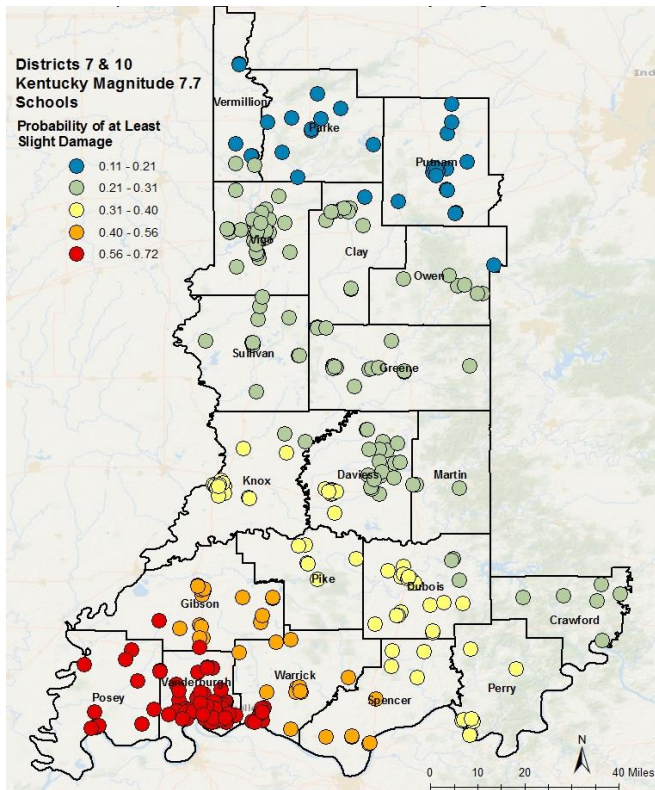 Districts 7 & 10
Kentucky Magnitude 7.7
Schools
Probability of at Least
Slight Damage
0.11 - 0.21
0.21 - 0.31
0.31 - 0.40
0.40 - 0.56
0.56 - 0.72
Ind
Vermillion
Parke
Putnam
Vigo
Clay
Owen
Sullivan
Greene
Knox
Daviess
Martin
Pike
Dubois
Gibson
Crawford
Vanderburgh
Warrick
Posey
Spencer
Perry
N
0 10 20 40 Miles